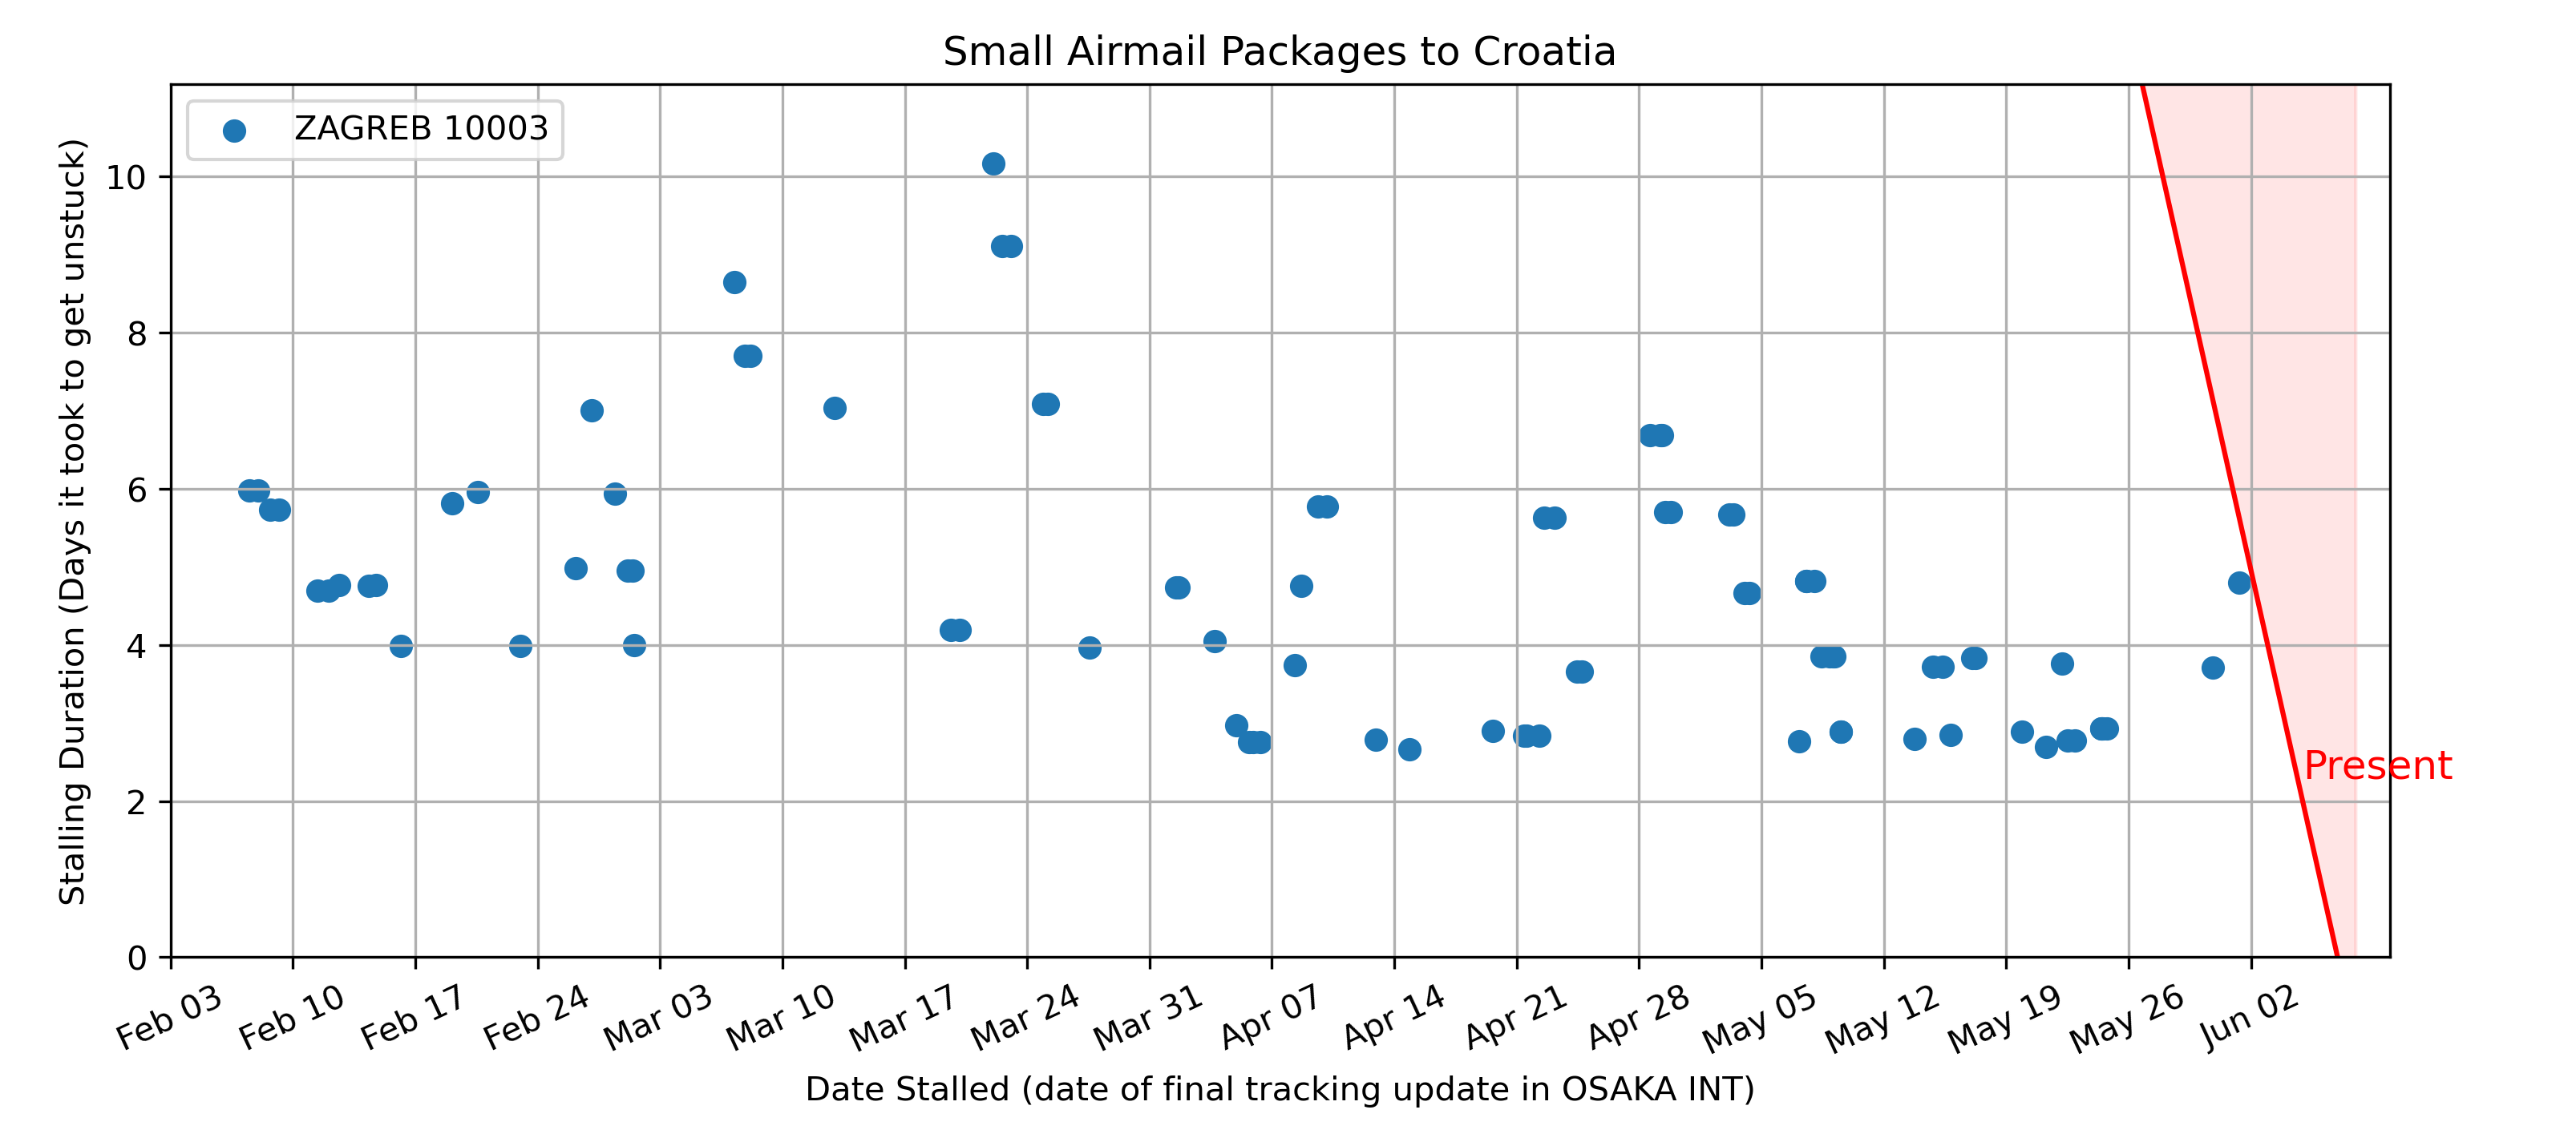 Small Airmail Packages to Croatia
ZAGREB 10003
Stalling Duration (Days it took to get unstuck)
10
8
6
4
2
0
Present
Feb 03
Feb 10
Feb 17
Feb 24
Mar 03
Mar 10
Mar 17
Mar 24
Mar 31
Apr 07
Apr 14
Apr 21
Apr 28
May 05
May 12
May 19
May 26
Jun 02
Date Stalled (date of final tracking update in OSAKA INT)